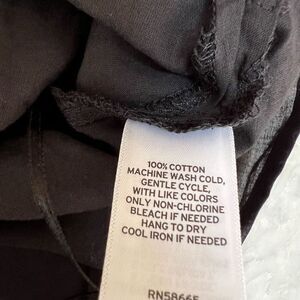 100% COTTON
MACHINE WASH COLD,
GENTLE CYCLE,
WITH LIKE COLORS
ONLY NON-CHLORINE
BLEACH IF NEEDED
HANG TO DRY
COOL IRON IF NEEDED